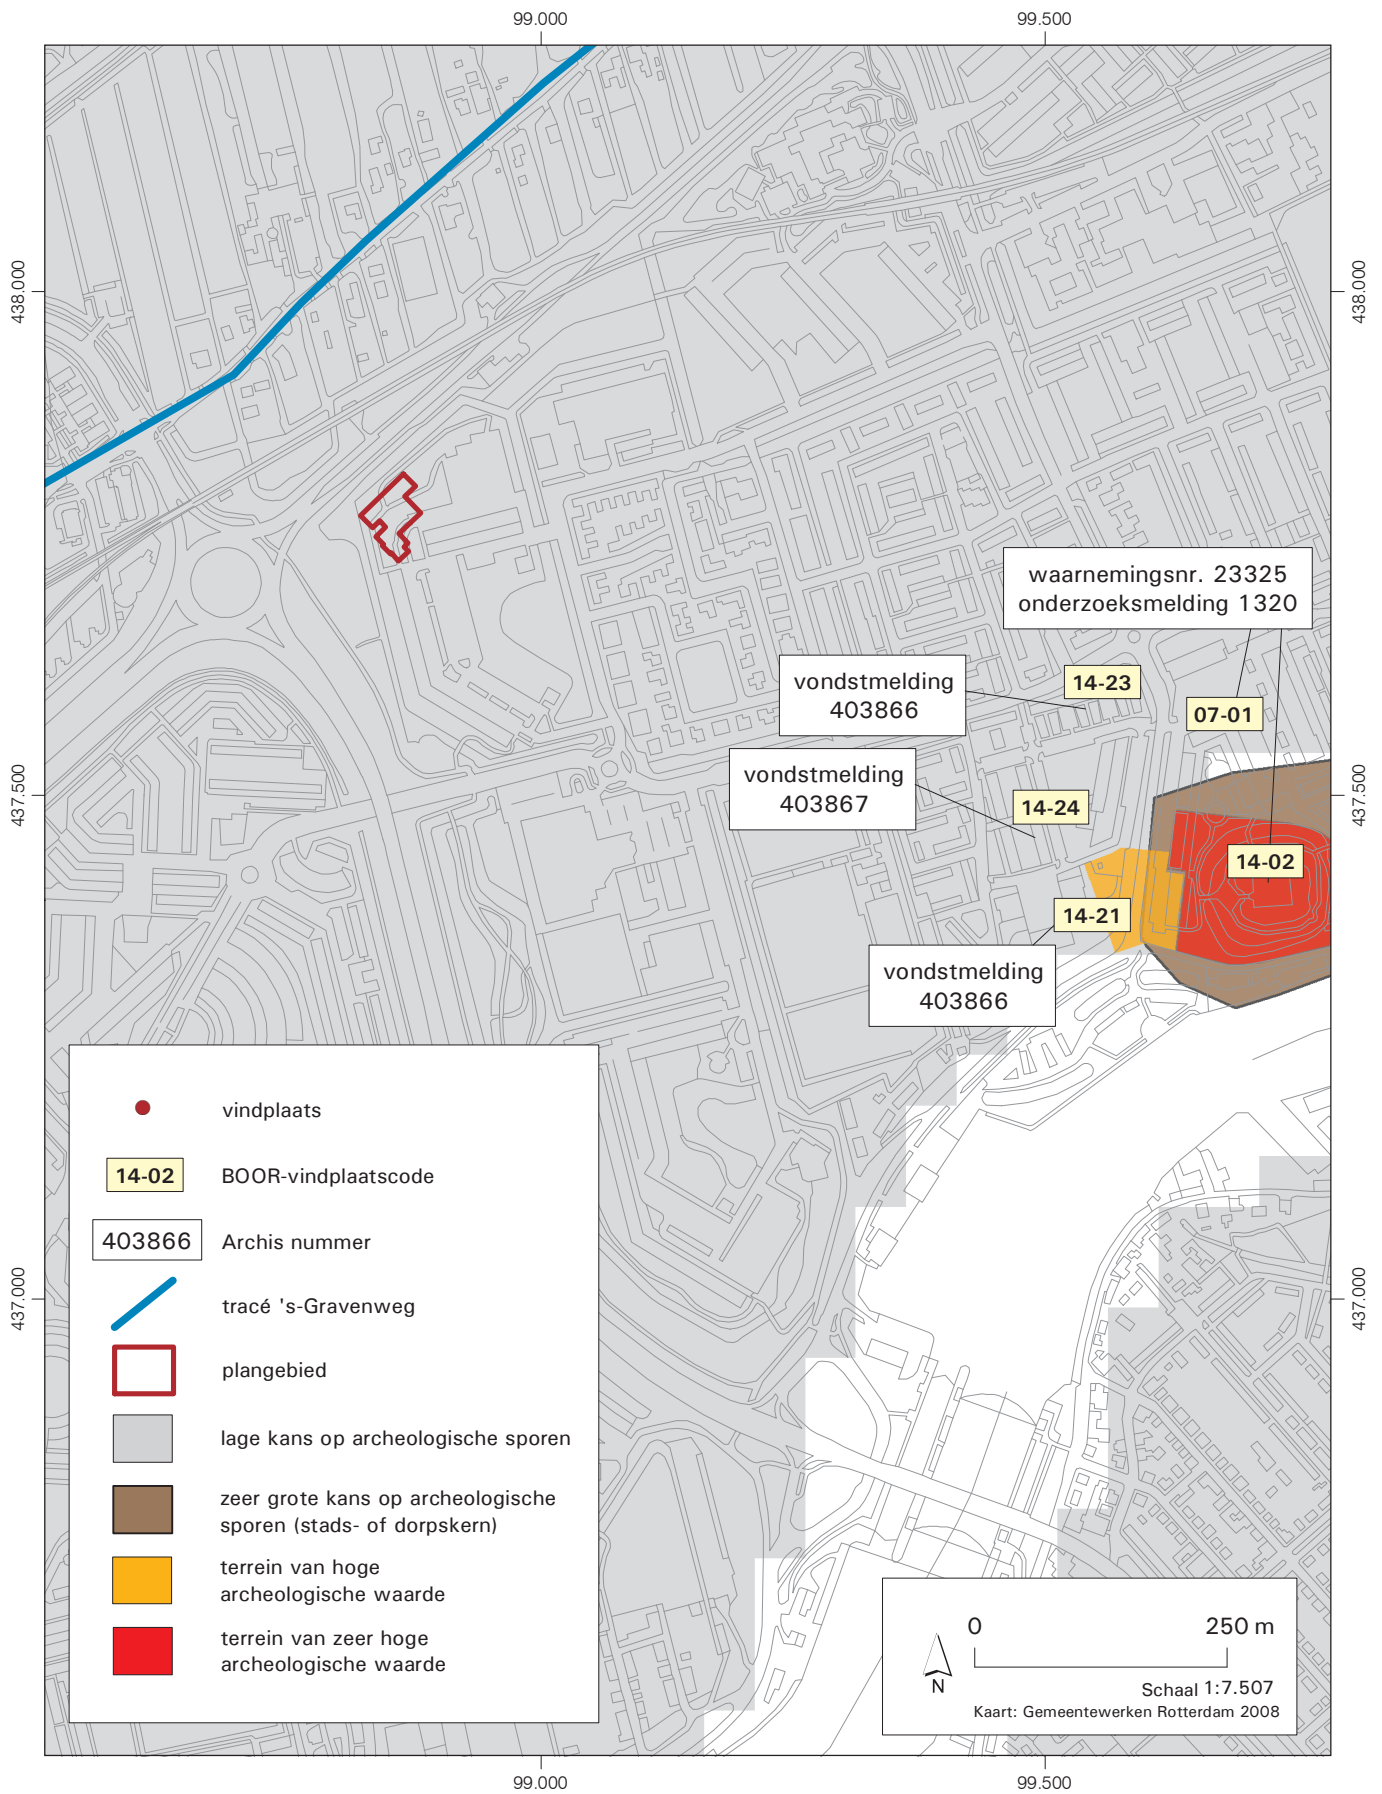 99.000
99.500
438.000
438.000
waarnemingsnr. 23325
onderzoeksmelding 1320
vondstmelding
403866
14-23
07-01
vondstmelding
403867
14-24
437.500
437.500
14-02
14-21
vondstmelding
403866
vindplaats
14-02
BOOR-vindplaatscode
403866
Archis nummer
tracé 's-Gravenweg
437.000
437.000
plangebied
lage kans op archeologische sporen
zeer grote kans op archeologische
sporen (stads- of dorpskern)
terrein van hoge
archeologische waarde
terrein van zeer hoge
archeologische waarde
0
250 m
N
Schaal 1:7.507
Kaart: Gemeentewerken Rotterdam 2008
99.000
99.500